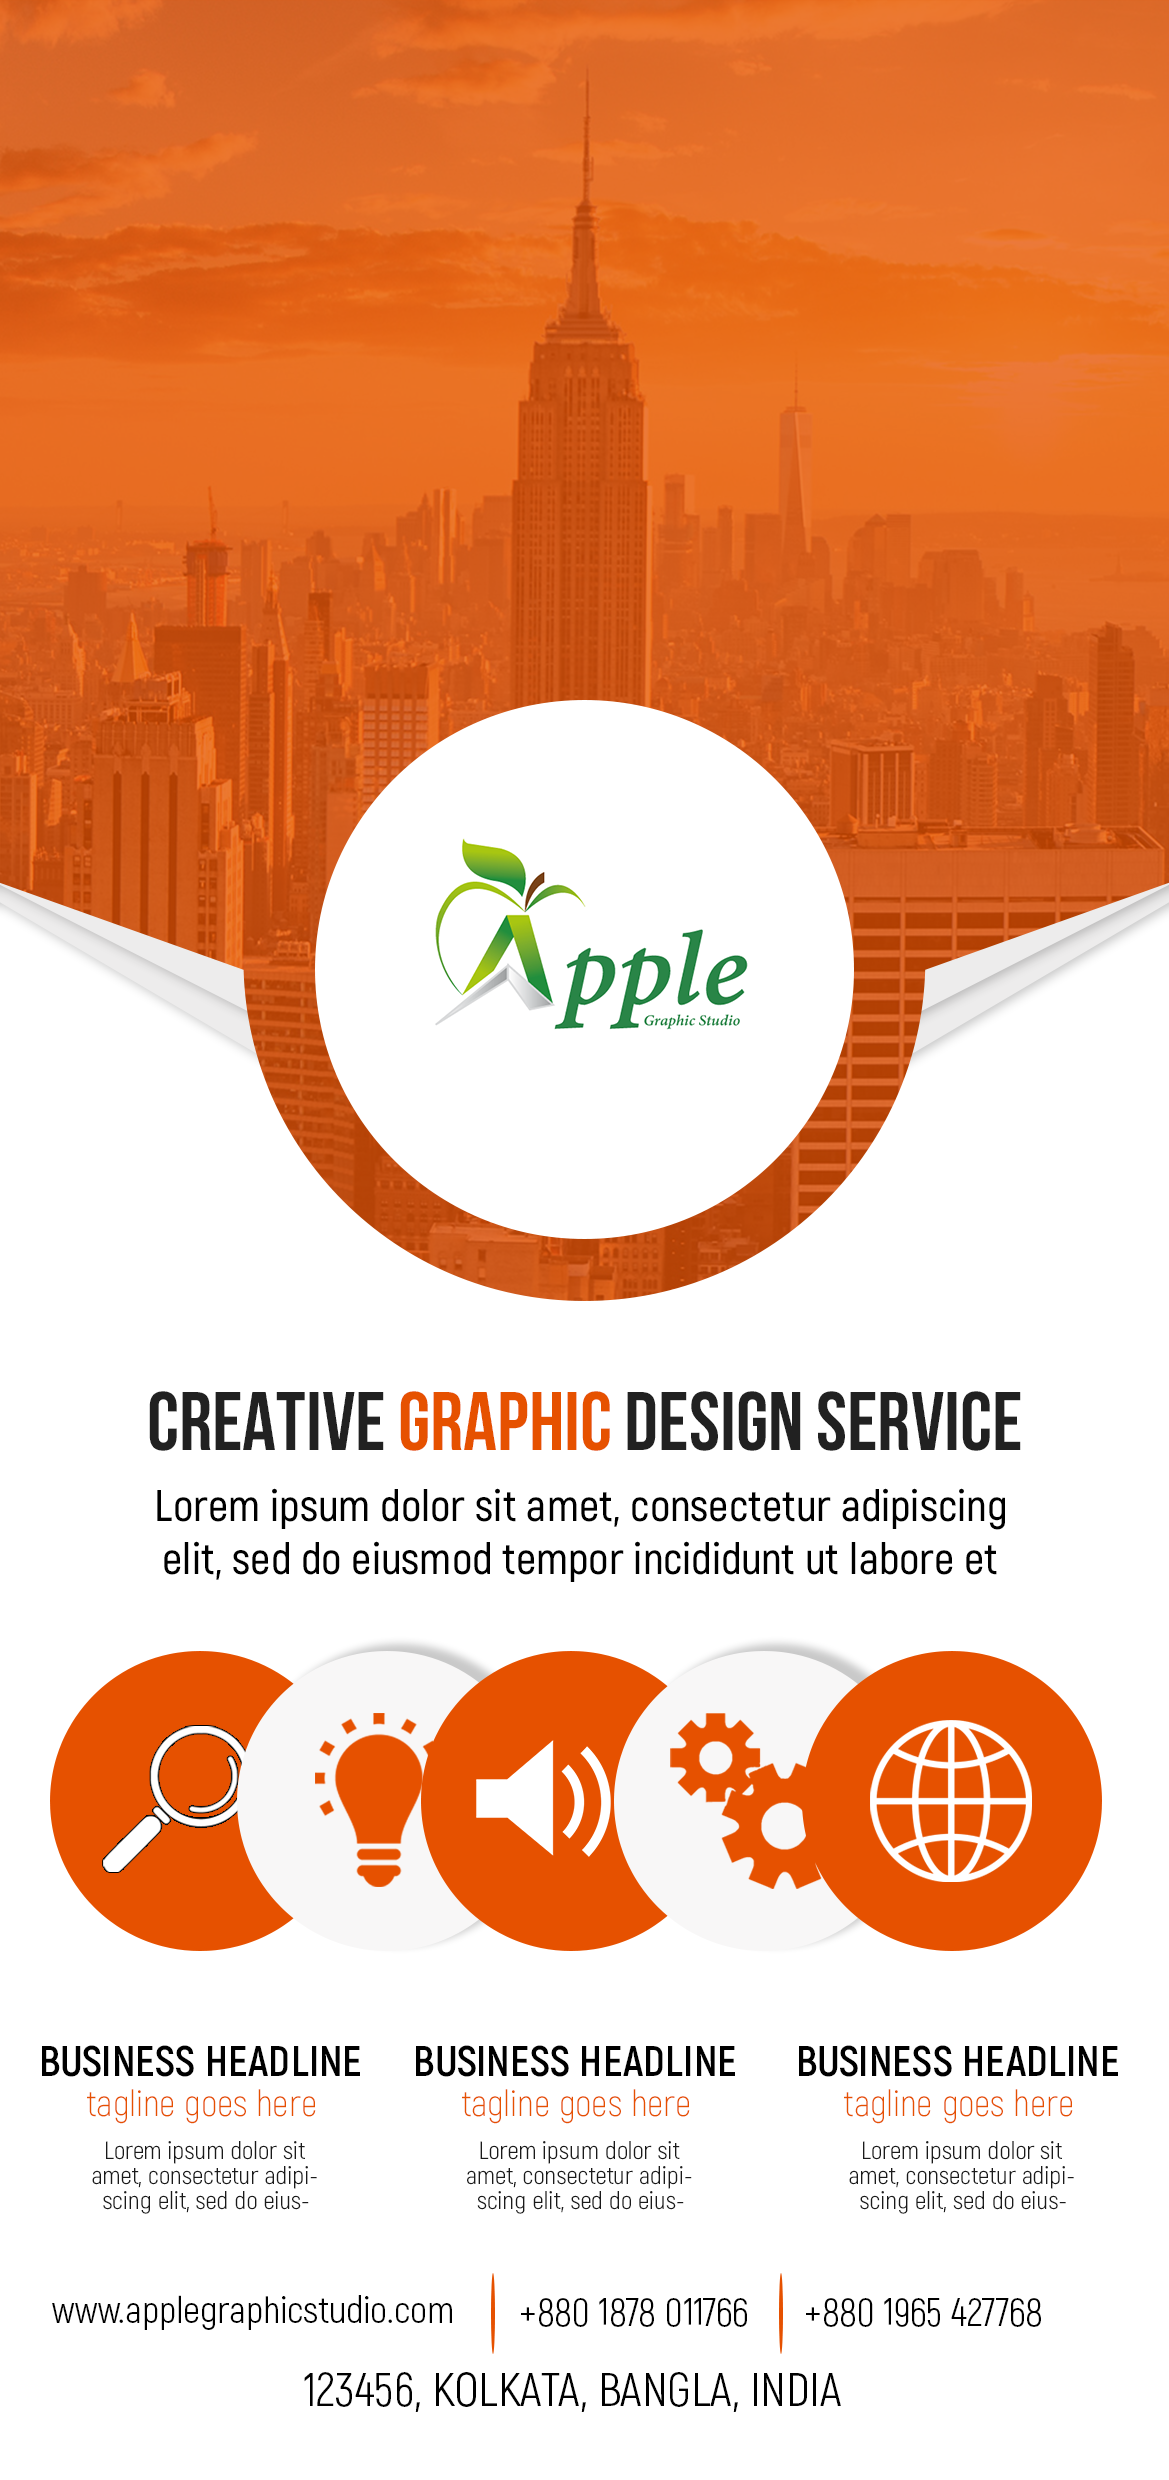 Apple
Graphic Studio
CREATIVE GRAPHIC DESIGN SERVICE
Lorem ipsum dolor sit amet, consectetur adipiscing
elit, sed do eiusmod tempor incididunt ut labore et
BUSINESS HEADLINE
tagline goes here
Lorem ipsum dolor sit
amet, consectetur adipi-
scing elit, sed do eius-
BUSINESS HEADLINE
tagline goes here
Lorem ipsum dolor sit
amet, consectetur adipi-
scing elit, sed do eius-
BUSINESS HEADLINE
tagline goes here
Lorem ipsum dolor sit
amet, consectetur adipi-
scing elit, sed do eius-
www.applegraphicstudio.com
+880 1878 011766
+880 1965 427768
123456, KOLKATA, BANGLA, INDIA